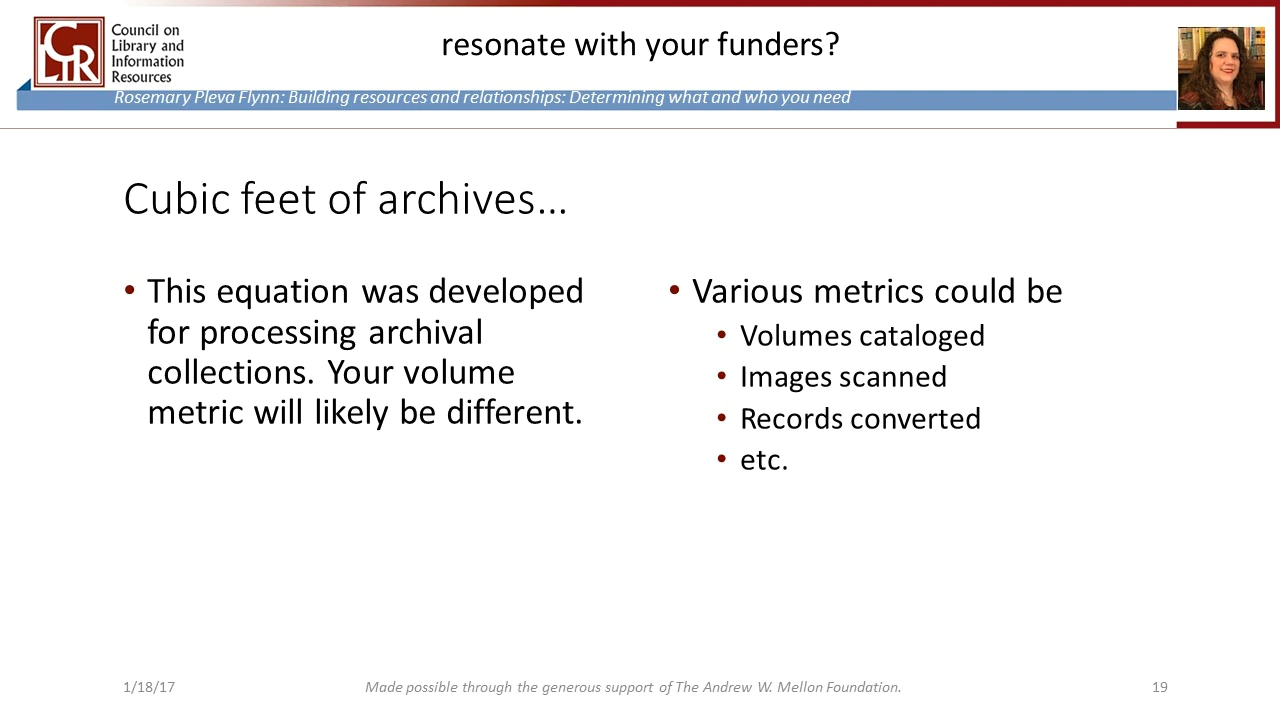 CLIR
Council on
Library and
Information
Resources
resonate with your funders?
Rosemary Pleva Flynn: Building resources and relationships: Determining what and who you need
Cubic feet of archives…
• This equation was developed
for processing archival
collections. Your volume
metric will likely be different.
• Various metrics could be
• Volumes cataloged
• Images scanned
• Records converted
• etc.
1/18/17
Made possible through the generous support of The Andrew W. Mellon Foundation.
19